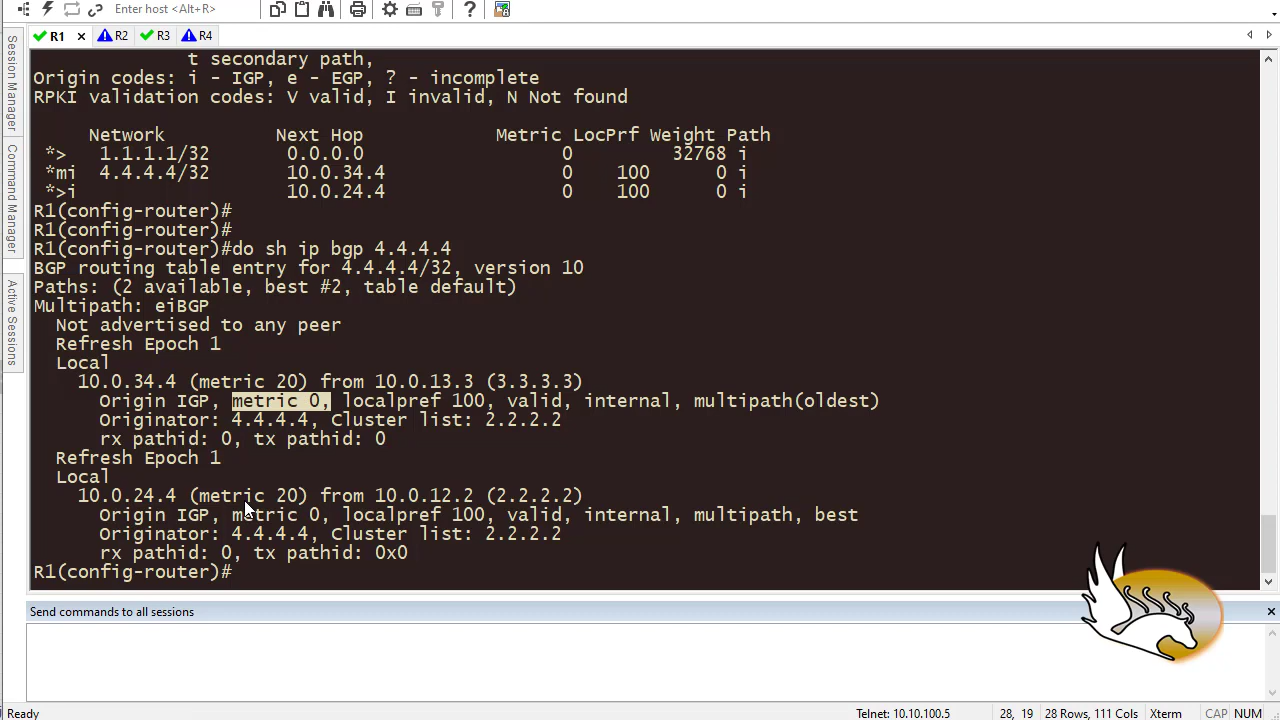 Enter host <Alt+R>
R1 × R2 R3 R4
Session Manager
Command Manager
Active Sessions
t secondary path,
Origin codes: i - IGP, e - EGP, ? - incomplete
RPKI validation codes: V valid, I invalid, N Not found
Network Next Hop Metric LocPrf Weight Path
*> 1.1.1.1/32 0.0.0.0 0 32768 i
*mi 4.4.4.4/32 10.0.34.4 0 100 0 i
*>i 10.0.24.4 0 100 0 i
R1(config-router)#
R1(config-router)#
R1(config-router)#do sh ip bgp 4.4.4.4
BGP routing table entry for 4.4.4.4/32, version 10
Paths: (2 available, best #2, table default)
Multipath: eiBGP
Not advertised to any peer
Refresh Epoch 1
Local
10.0.34.4 (metric 20) from 10.0.13.3 (3.3.3.3)
Origin IGP, metric 0, localpref 100, valid, internal, multipath(oldest)
Originator: 4.4.4.4, Cluster list: 2.2.2.2
rx pathid: 0, tx pathid: 0
Refresh Epoch 1
Local
10.0.24.4 (metric 20) from 10.0.12.2 (2.2.2.2)
Origin IGP, metric 0, localpref 100, valid, internal, multipath, best
Originator: 4.4.4.4, Cluster list: 2.2.2.2
rx pathid: 0, tx pathid: 0x0
R1(config-router)#
Send commands to all sessions ×
Ready Telnet: 10.10.100.5 28, 19 28 Rows, 111 Cols Xterm CAP NUM